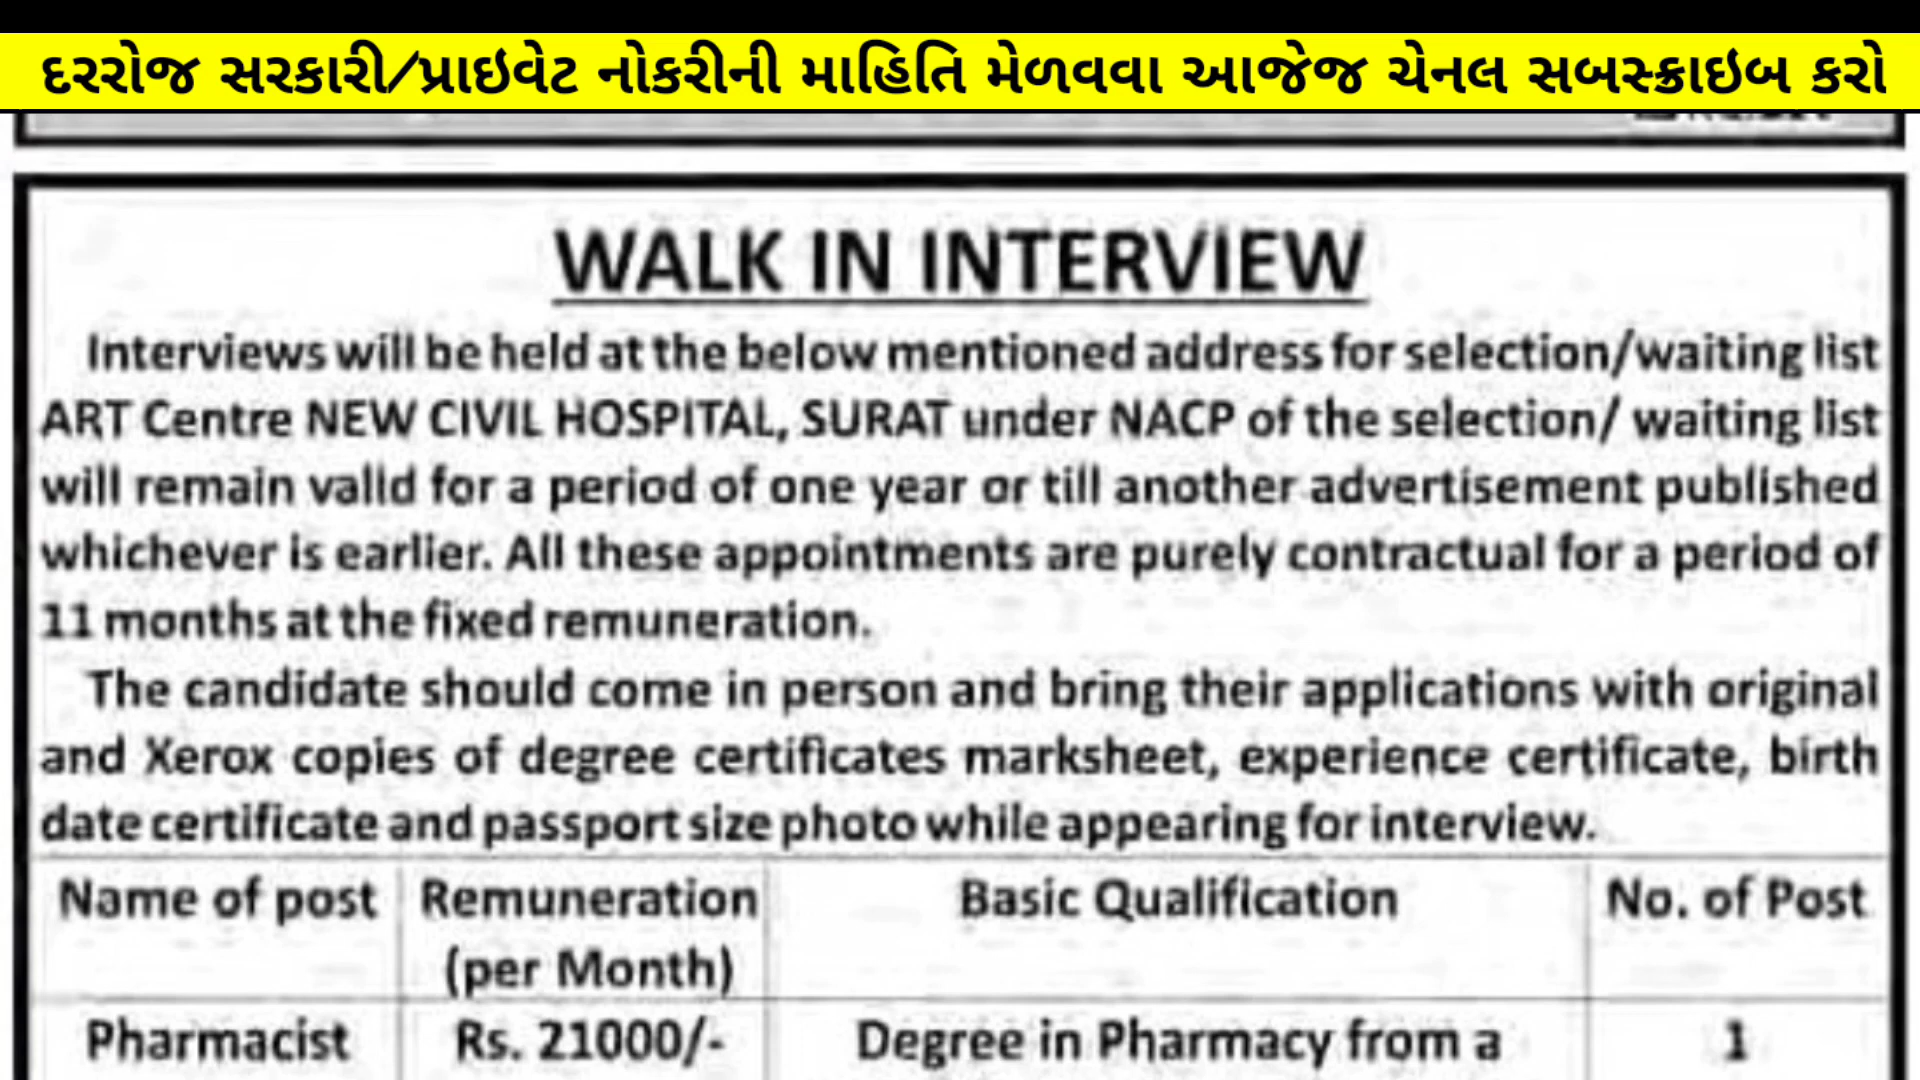 દરરોજ સરકારી/પ્રાઇવેટ નોકરીની માહિતિ મેળવવા આજેજ ચેનલ સબસ્ક્રાઇબ કરો
WALK IN INTERVIEW
Interviews will be held at the below mentioned address for selection/waiting list
ART Centre NEW CIVIL HOSPITAL, SURAT under NACP of the selection/ waiting list
will remain valld for a period of one year or till another advertisement published
whichever is earlier. All these appointments are purely contractual for a period of
11 months at the fixed remuneration.
The candidate should come in person and bring their applications with original
and Xerox copies of degree certificates marksheet, experience certificate, birth
date certificate and passport size photo while appearing for interview.
Name of post Remuneration Basic Qualification No. of Post
(per Month)
Pharmacist Rs. 21000/- Degree in Pharmacy from a 1